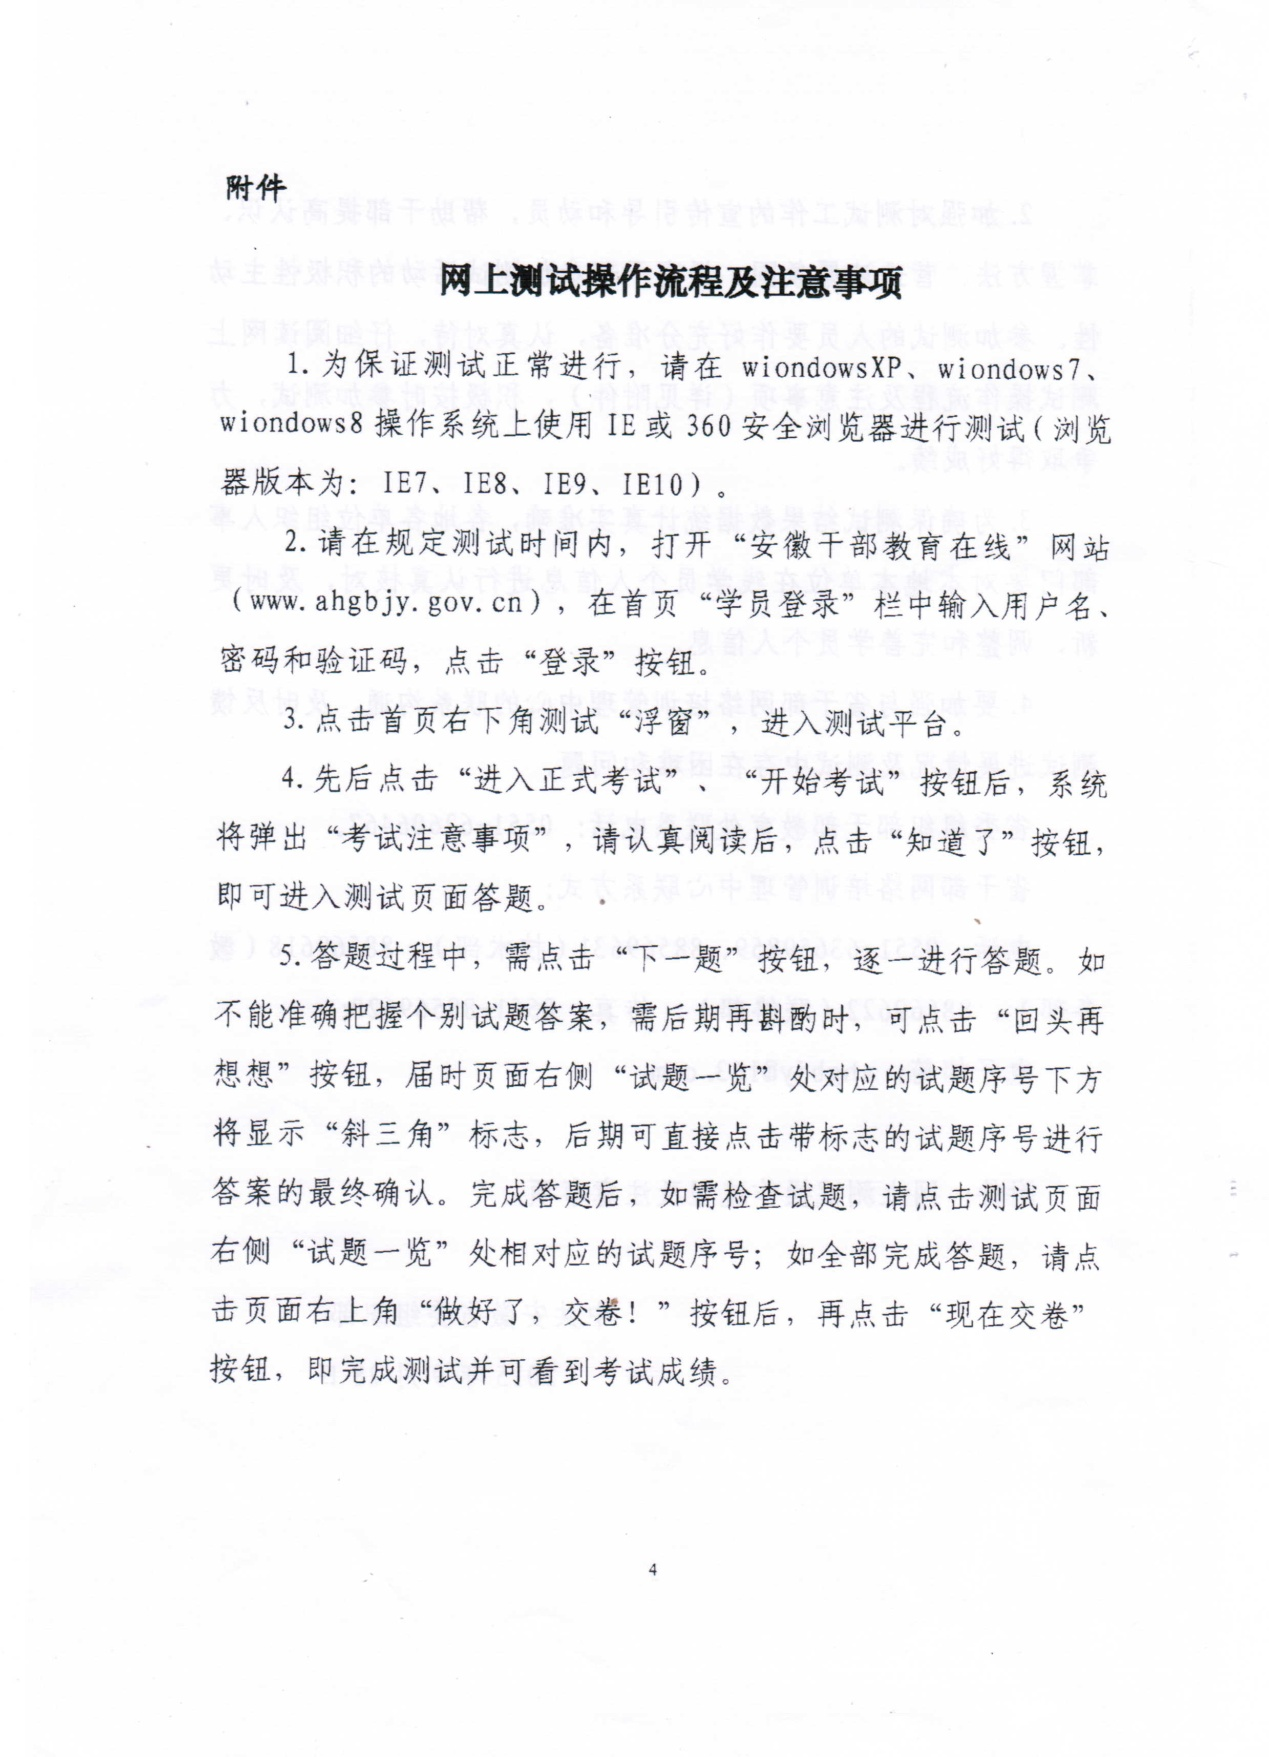 附件
网上测试操作流程及注意事项
1.为保证测试正常进行，请在 wiondowsXP、wiondows7、
wiondows8 操作系统上使用 IE 或 360 安全浏览器进行测试（浏览
器版本为：IE7、IE8、IE9、IE10）。
2.请在规定测试时间内，打开“安徽干部教育在线”网站
（www.ahgbjy.gov.cn），在首页“学员登录”栏中输入用户名、
密码和验证码，点击“登录”按钮。
3.点击首页右下角测试“浮窗”，进入测试平台。
4.先后点击“进入正式考试”、“开始考试”按钮后，系统
将弹出“考试注意事项”，请认真阅读后，点击“知道了”按钮，
即可进入测试页面答题。
5.答题过程中，需点击“下一题”按钮，逐一进行答题。如
不能准确把握个别试题答案，需后期再斟酌时，可点击“回头再
想想”按钮，届时页面右侧“试题一览”处对应的试题序号下方
将显示“斜三角”标志，后期可直接点击带标志的试题序号进行
答案的最终确认。完成答题后，如需检查试题，请点击测试页面
右侧“试题一览”处相对应的试题序号；如全部完成答题，请点
击页面右上角“做好了，交卷！”按钮后，再点击“现在交卷”
按钮，即完成测试并可看到考试成绩。
4